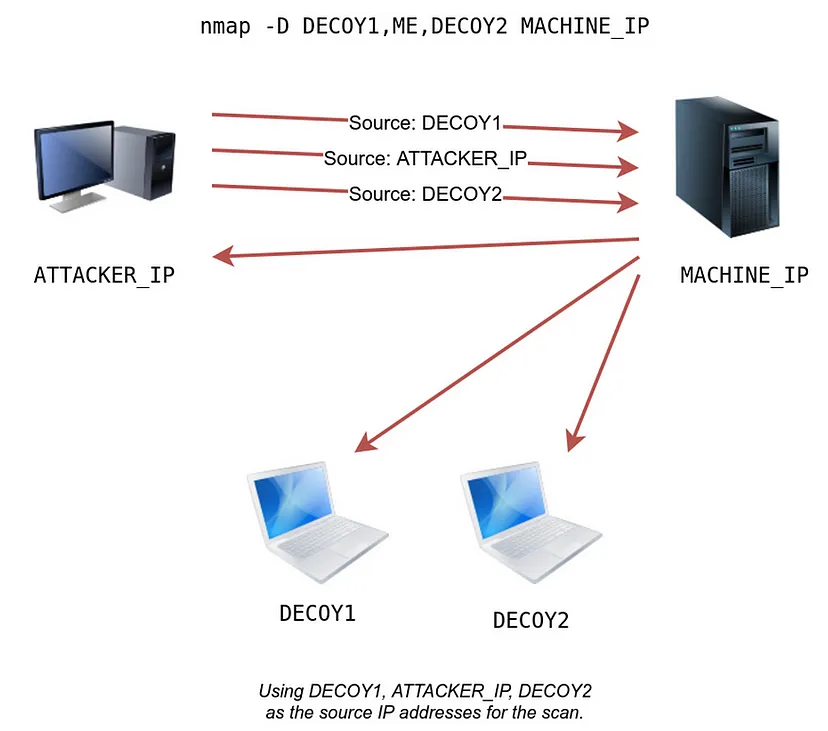 nmap -D DECOY1,ME,DECOY2 MACHINE_IP
Source: DECOY1
Source: ATTACKER_IP
Source: DECOY2
ATTACKER_IP
MACHINE_IP
DECOY1
DECOY2
Using DECOY1, ATTACKER_IP, DECOY2
as the source IP addresses for the scan.